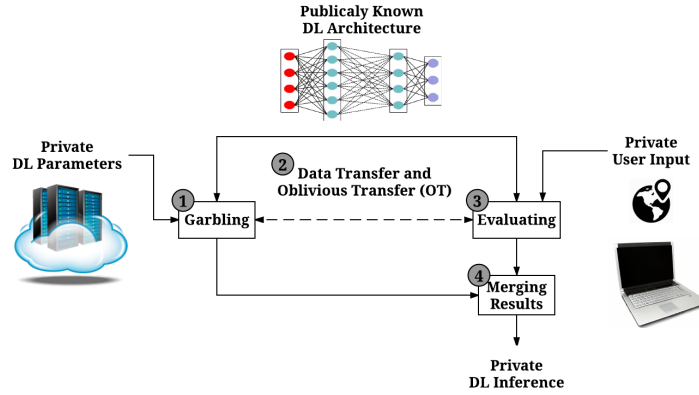 Publicaly Known
DL Architecture
Private
DL Parameters
Private
User Input
2
Data Transfer and
Oblivious Transfer (OT)
1
Garbling
3
Evaluating
4
Merging
Results
Private
DL Inference